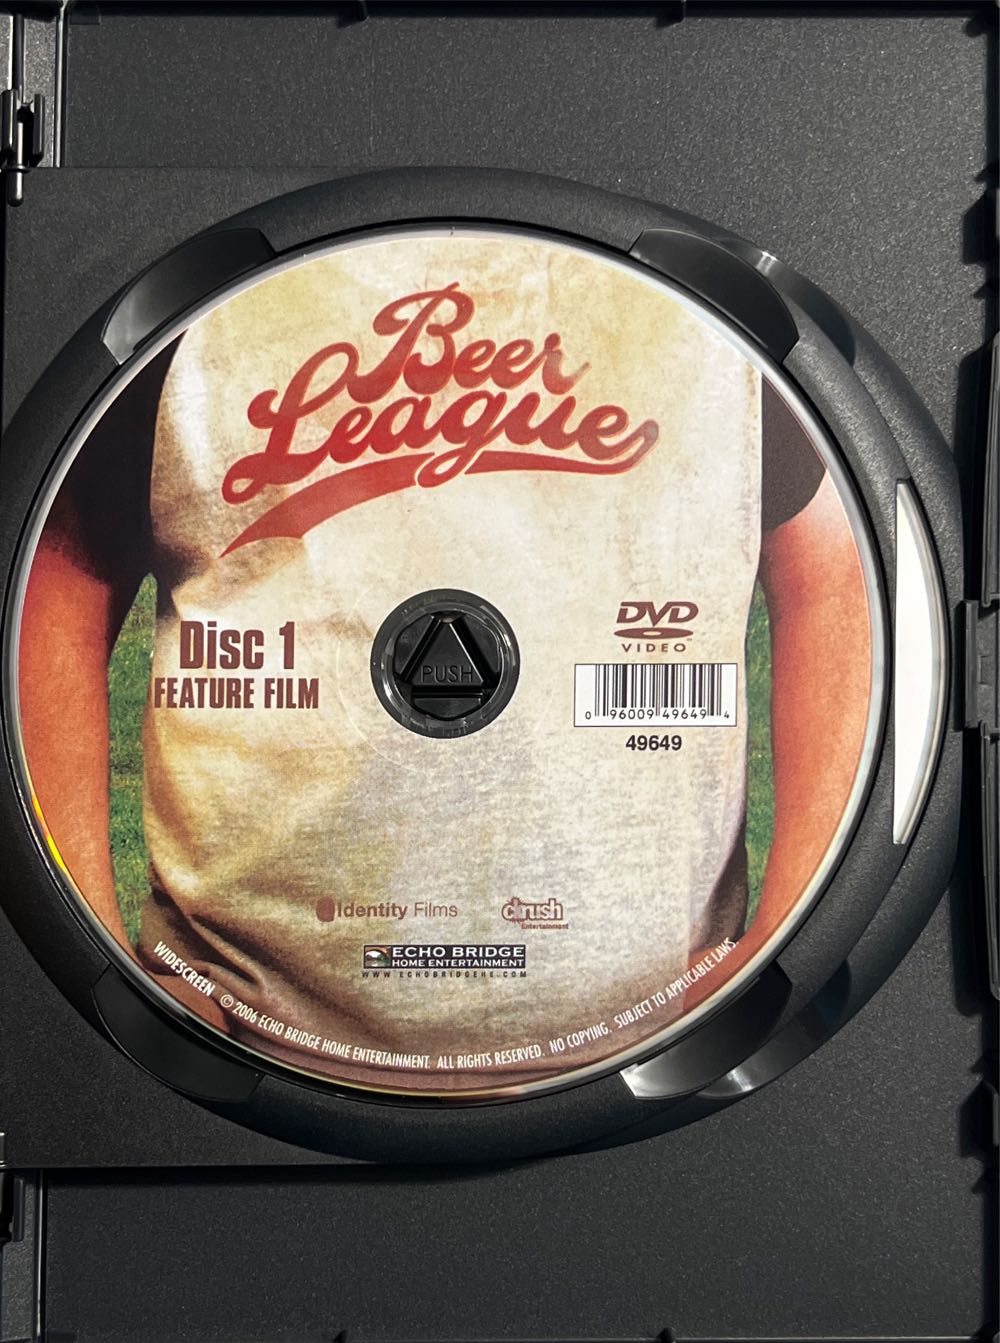 Beer
League
Disc 1
FEATURE FILM
PUSH
DVD
VIDEO
0 96009 49649 4
49649
Identity Films
Entertainment
ECHO BRIDGE
HOME ENTERTAINMENT
WWW.ECHOBRIDGEHE.COM
WIDESCREEN © 2006 ECHO BRIDGE HOME ENTERTAINMENT. ALL RIGHTS RESERVED. NO COPYING. SUBJECT TO APPLICABLE LAWS.